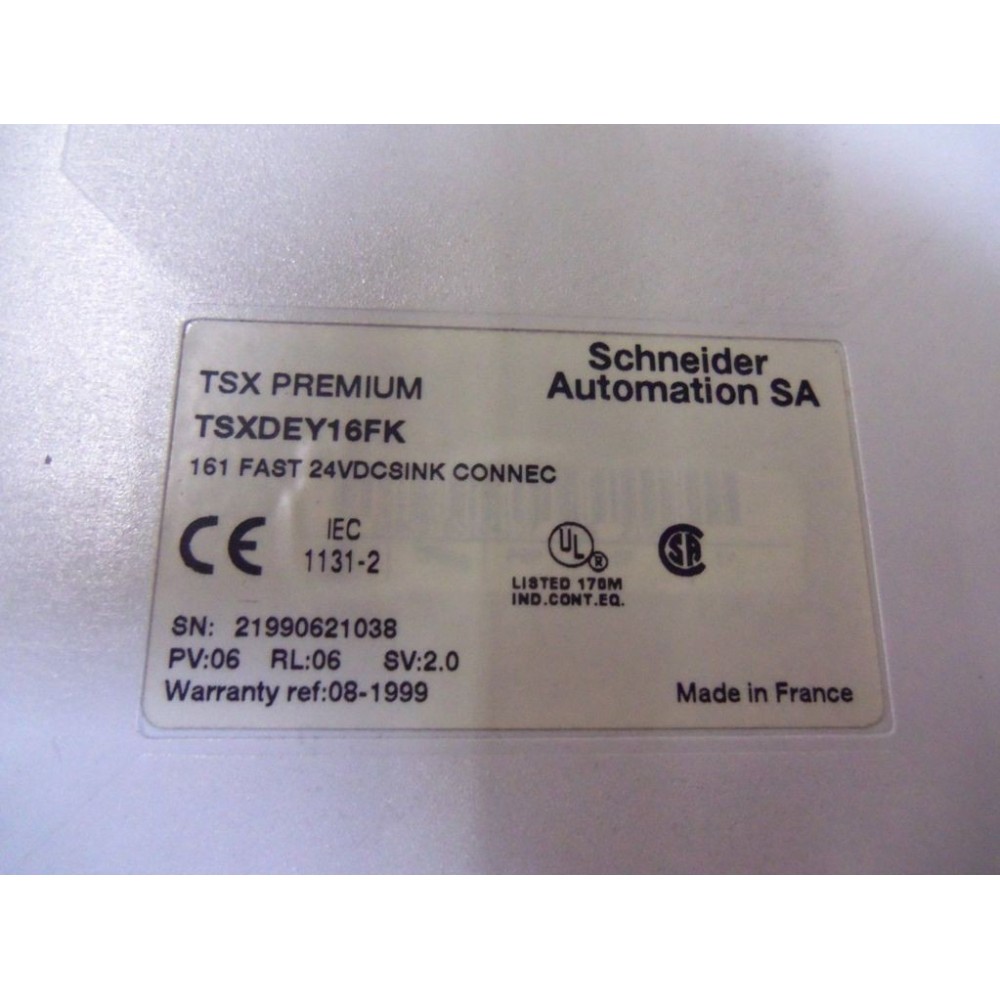 Schneider
Automation SA
TSX PREMIUM
TSXDEY16FK
161 FAST 24VDCSINK CONNEC
CE
IEC
1131-2
UL ®
LISTED 170M
IND.CONT.EQ.
SA
SN: 21990621038
PV:06 RL:06 SV:2.0
Warranty ref:08-1999
Made in France